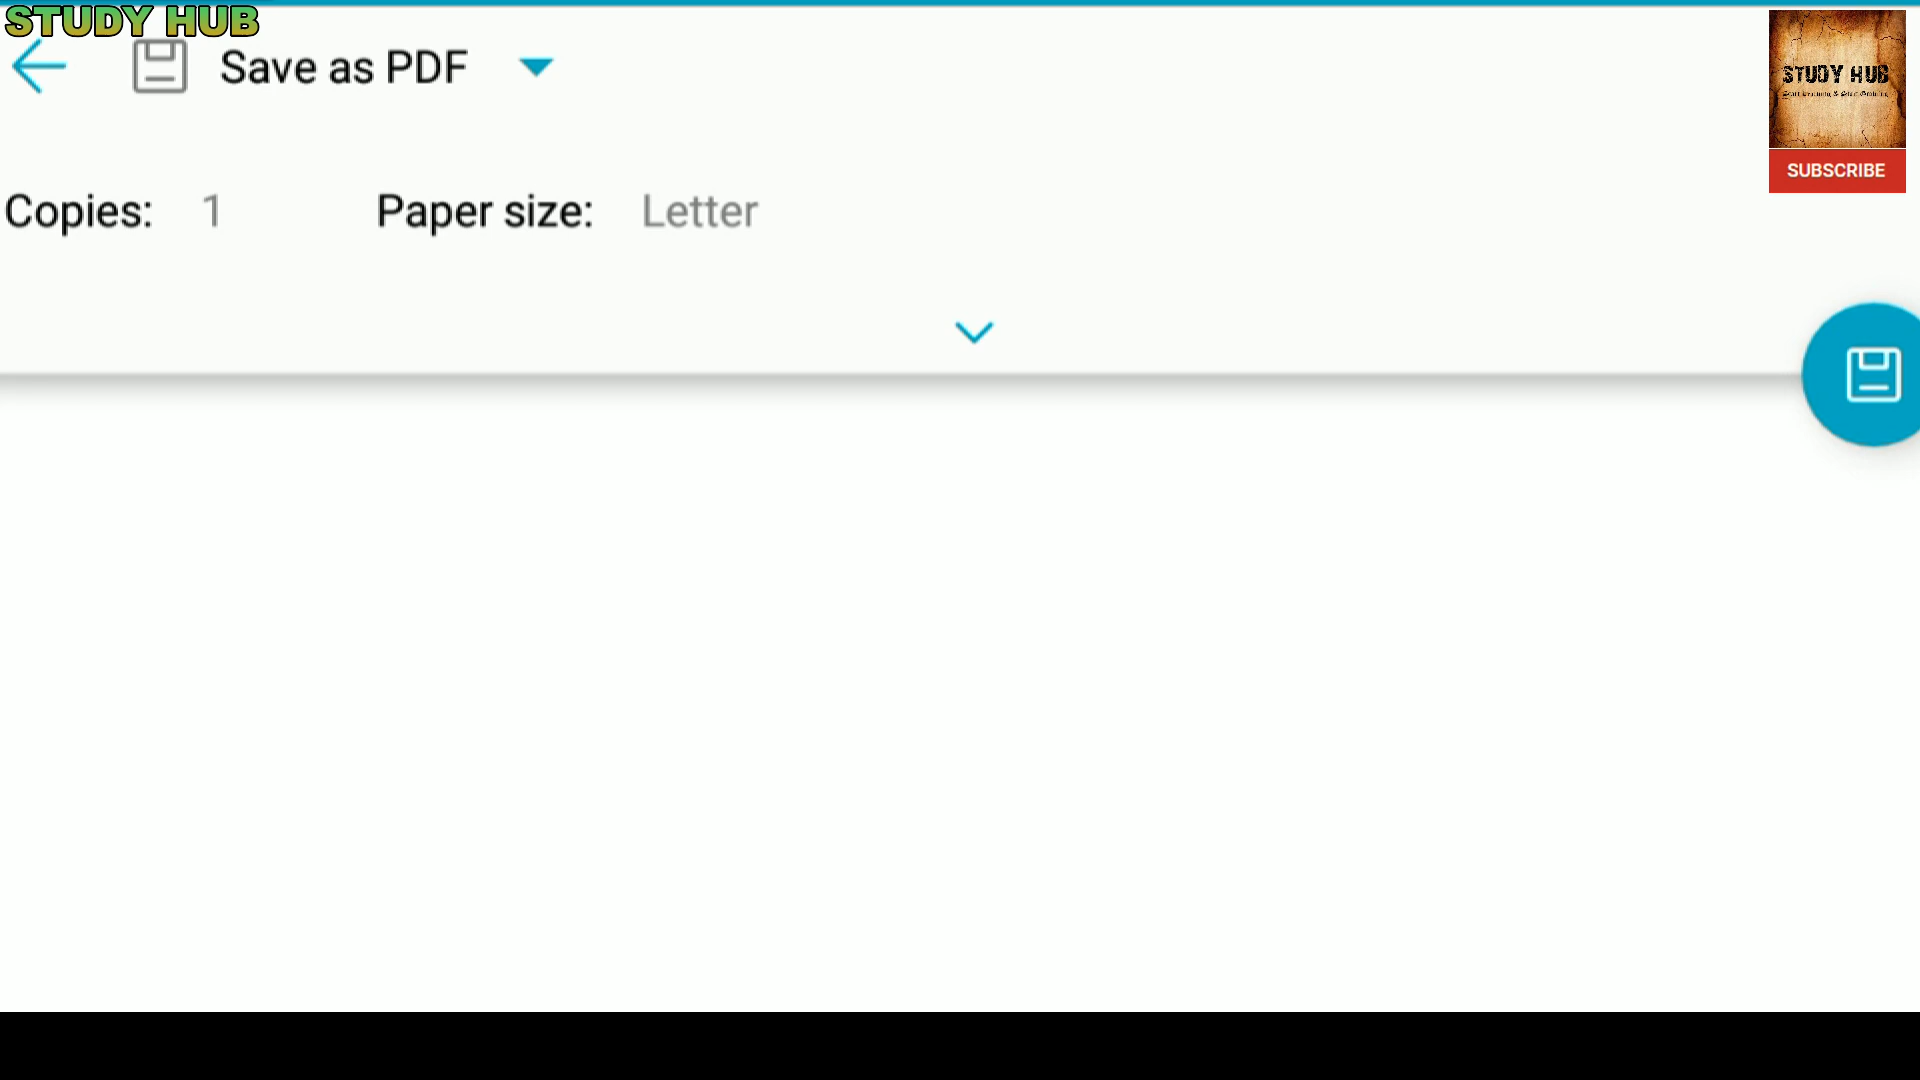 STUDY HUB
Save as PDF
STUDY HUB
SUBSCRIBE
Copies: 1 Paper size: Letter